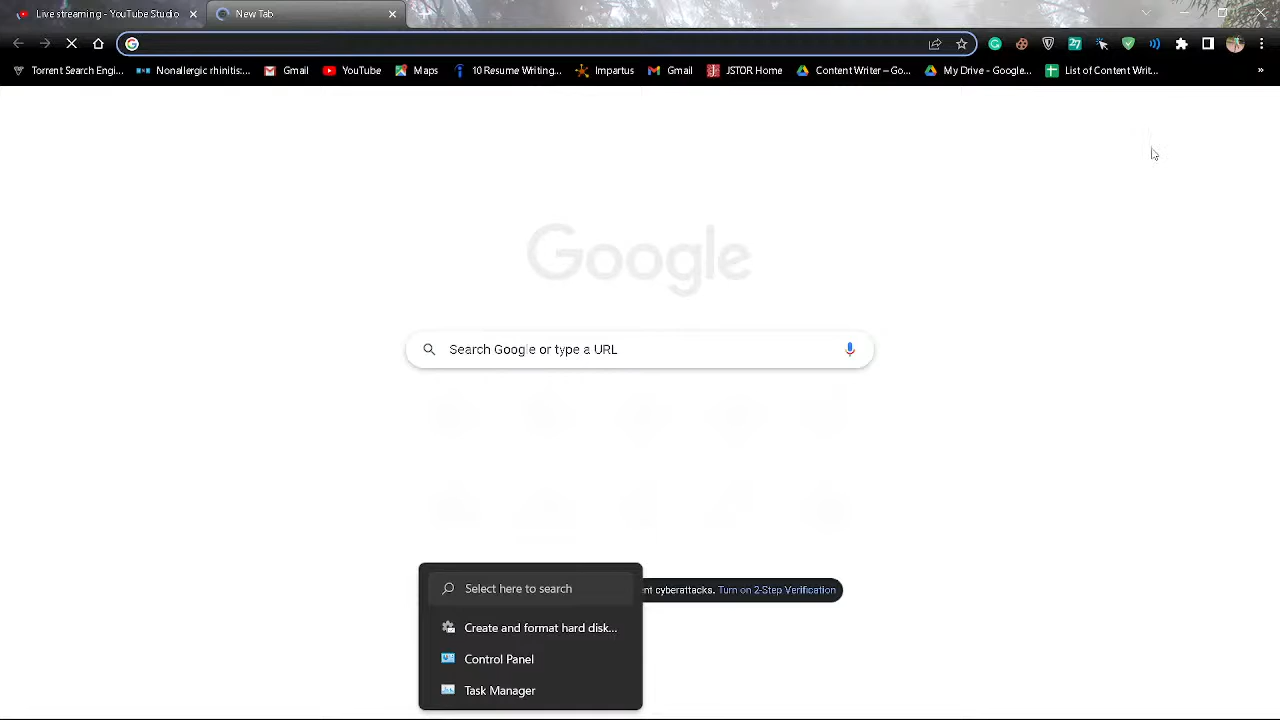 Live streaming - YouTube Studio
New Tab
Torrent Search Engi...
Nonallergic rhinitis:...
Gmail
YouTube
Maps
10 Resume Writing...
Impartus
Gmail
JSTOR Home
Content Writer – Go...
My Drive - Google...
List of Content Writ...
»
27
Google
Search Google or type a URL
Select here to search
nt cyberattacks. Turn on 2-Step Verification
Create and format hard disk...
Control Panel
Task Manager